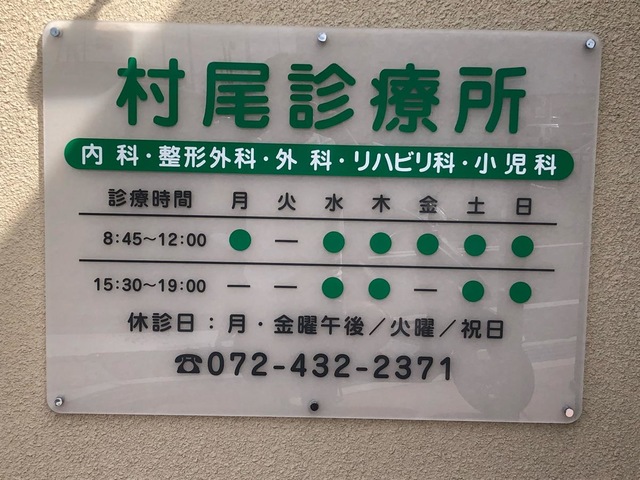 村尾診療所
内科・整形外科・外科・リハビリ科・小児科
診療時間 月 火 水 木 金 土 日
8:45〜12:00 ● — ● ● ● ● ●
15:30〜19:00 — — ● ● — ● ●
休診日：月・金曜午後／火曜／祝日
☎072-432-2371